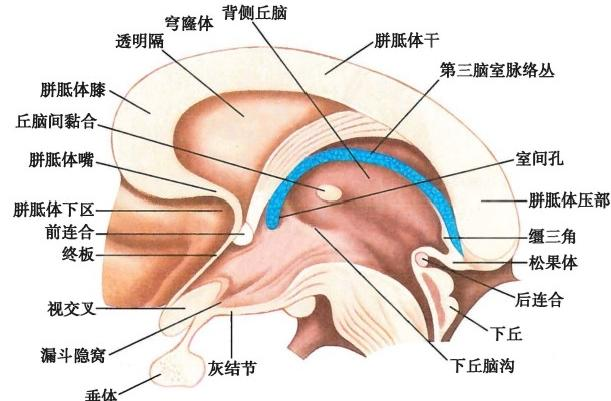 背侧丘脑
穹窿体
透明隔
胼胝体干
第三脑室脉络丛
胼胝体膝
丘脑间黏合
胼胝体嘴
室间孔
胼胝体下区
胼胝体压部
前连合
缰三角
终板
松果体
后连合
视交叉
下丘
漏斗隐窝
灰结节
下丘脑沟
垂体